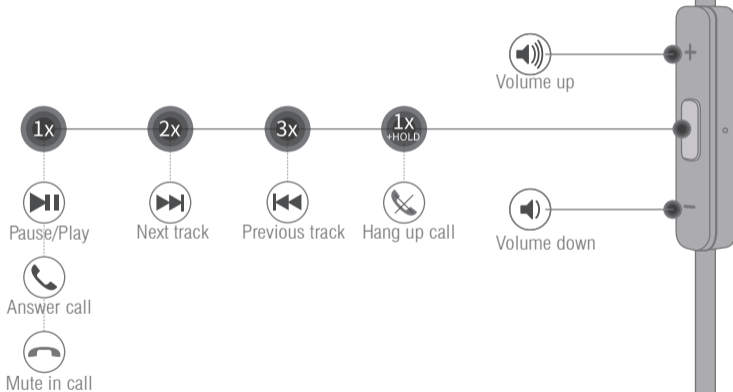 +
Volume up
1x
2x
3x
1x
+HOLD
Pause/Play
Next track
Previous track
Hang up call
−
Volume down
Answer call
Mute in call